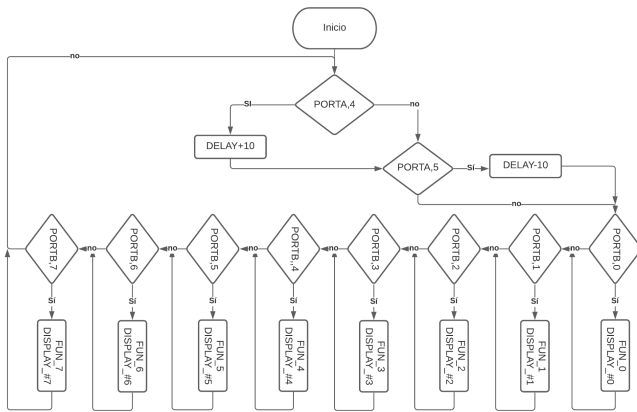 Inicio
no
PORTA,4
SI
no
DELAY+10
PORTA,5
Sí
DELAY-10
no
PORTB,7
no
PORTB,6
no
PORTB,5
no
PORTB,,4
no
PORTB,3
no
PORTB,2
no
PORTB,1
no
PORTB,0
Sí
Sí
Sí
Sí
Sí
Sí
Sí
Sí
FUN_7
DISPLAY_#7
FUN_6
DISPLAY_#6
FUN_5
DISPLAY_#5
FUN_4
DISPLAY_#4
FUN_3
DISPLAY_#3
FUN_2
DISPLAY_#2
FUN_1
DISPLAY_#1
FUN_0
DISPLAY_#0